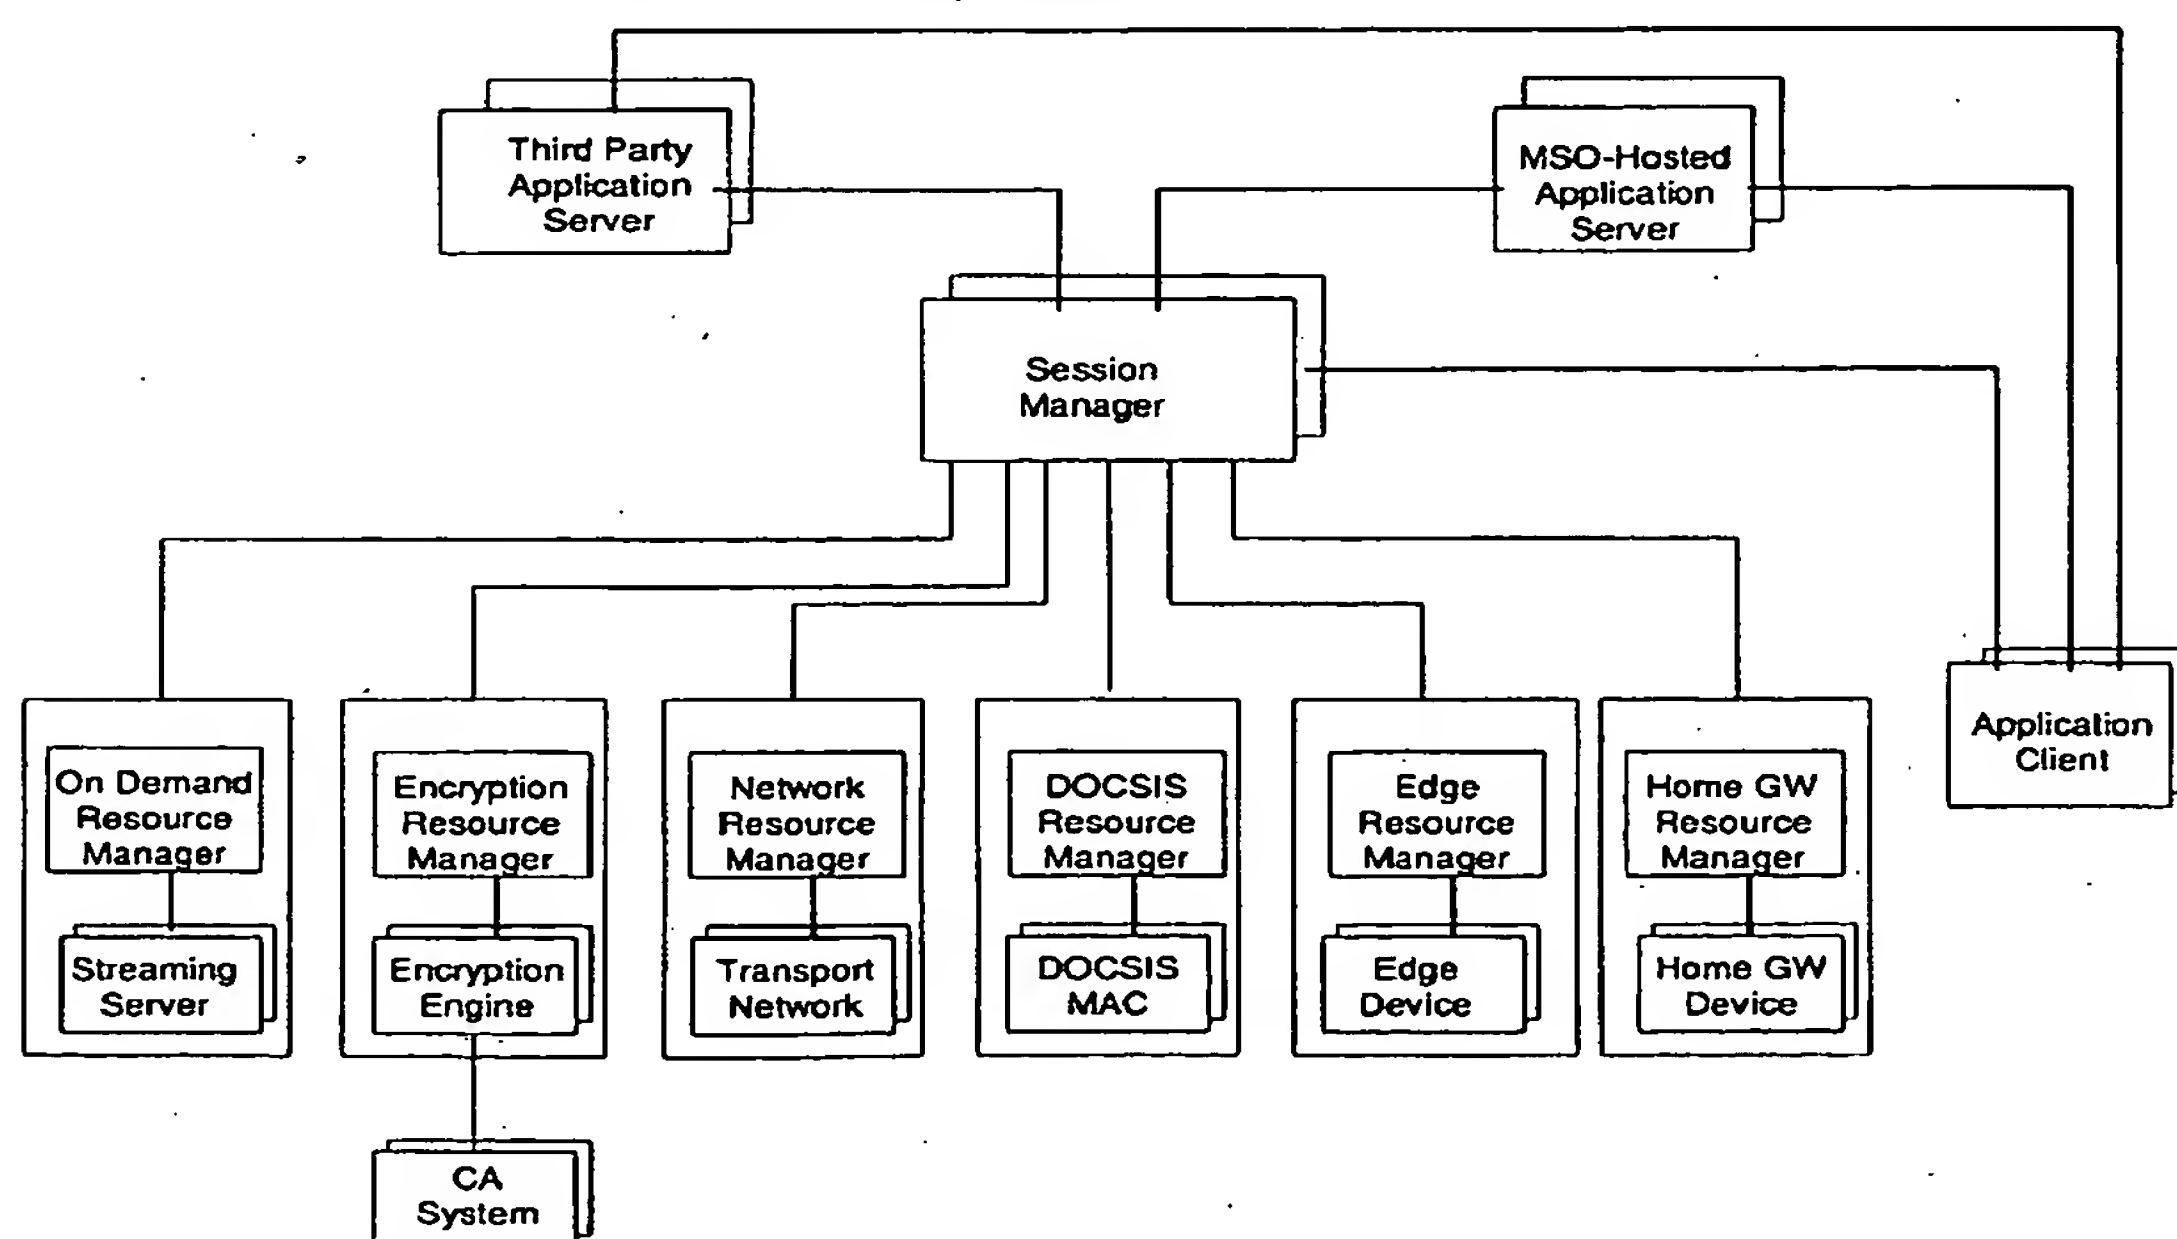 Third Party
Application
Server
MSO-Hosted
Application
Server
Session
Manager
Application
Client
On Demand
Resource
Manager
Encryption
Resource
Manager
Network
Resource
Manager
DOCSIS
Resource
Manager
Edge
Resource
Manager
Home GW
Resource
Manager
Streaming
Server
Encryption
Engine
Transport
Network
DOCSIS
MAC
Edge
Device
Home GW
Device
CA
System